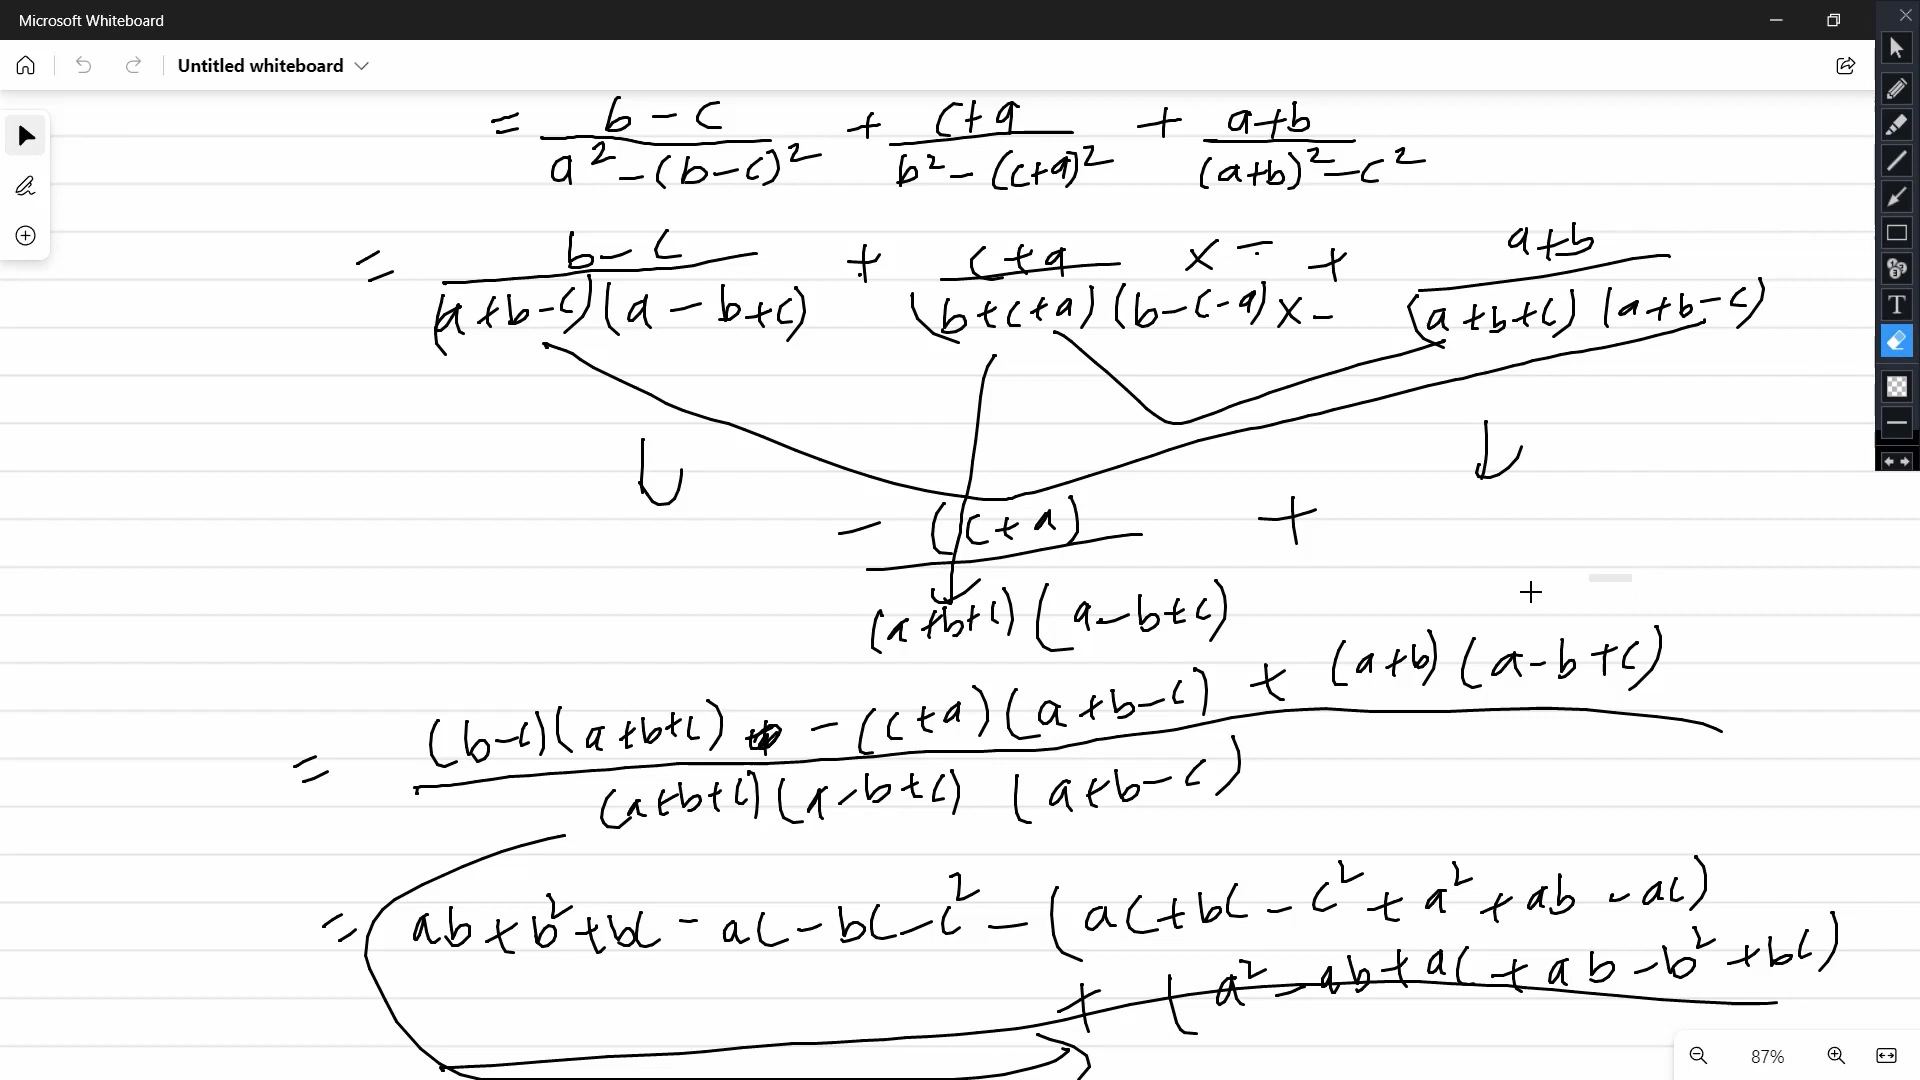 Microsoft Whiteboard
Untitled whiteboard
= (b - c)/(a² - (b-c)²) + (c+a)/(b² - (c+a)²) + (a+b)/((a+b)² - c²)
= (b - c)/((a+b-c)(a - b+c)) + (c+a)/((b+c+a)(b-c-a)) × -/× - + (a+b)/((a+b+c)(a+b-c))
- (c+a)/((a+b+c)(a-b+c)) +
= ((b-c)(a+b+c) - (c+a)(a+b-c) + (a+b)(a-b+c))/((a+b+c)(a-b+c)(a+b-c))
= ab+b²+bc - ac - bc - c² - (ac+bc - c² + a² + ab - ac)
+ (a² - ab + ac + ab - b² + bc)
T
87%